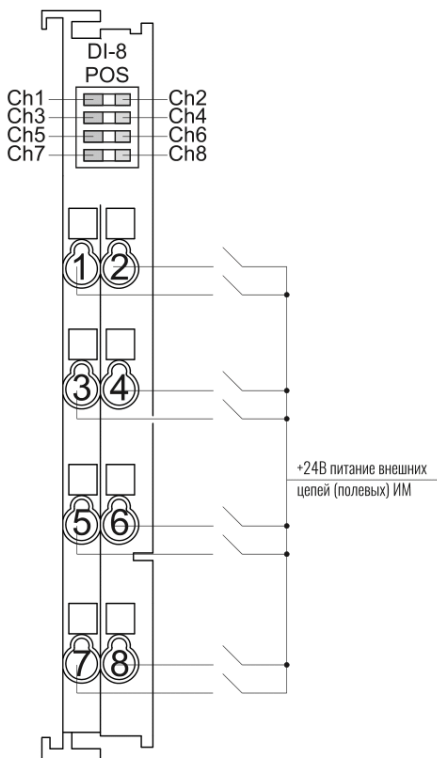 DI-8
POS
Ch1 Ch2
Ch3 Ch4
Ch5 Ch6
Ch7 Ch8
1 2
3 4
+24В питание внешних
цепей (полевых) ИМ
5 6
7 8